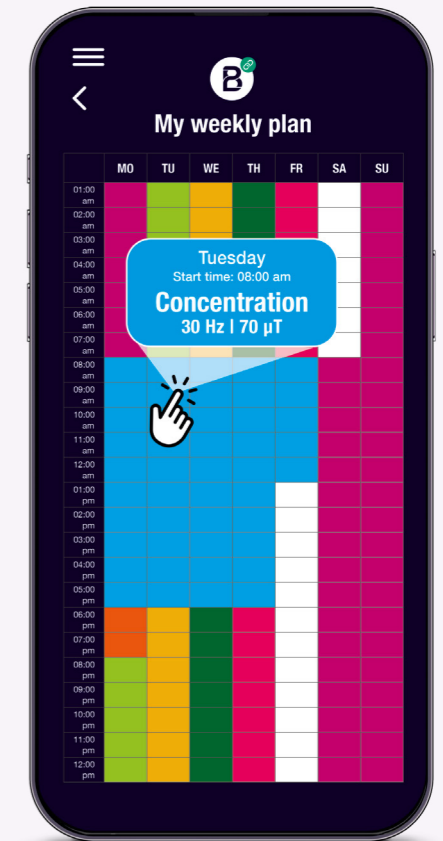 B
My weekly plan
MO TU WE TH FR SA SU
01:00
am
02:00
am
03:00
am
04:00
am
05:00
am
06:00
am
07:00
am
08:00
am
09:00
am
10:00
am
11:00
am
12:00
am
01:00
pm
02:00
pm
03:00
pm
04:00
pm
05:00
pm
06:00
pm
07:00
pm
08:00
pm
09:00
pm
10:00
pm
11:00
pm
12:00
pm
Tuesday
Start time: 08:00 am
Concentration
30 Hz | 70 µT